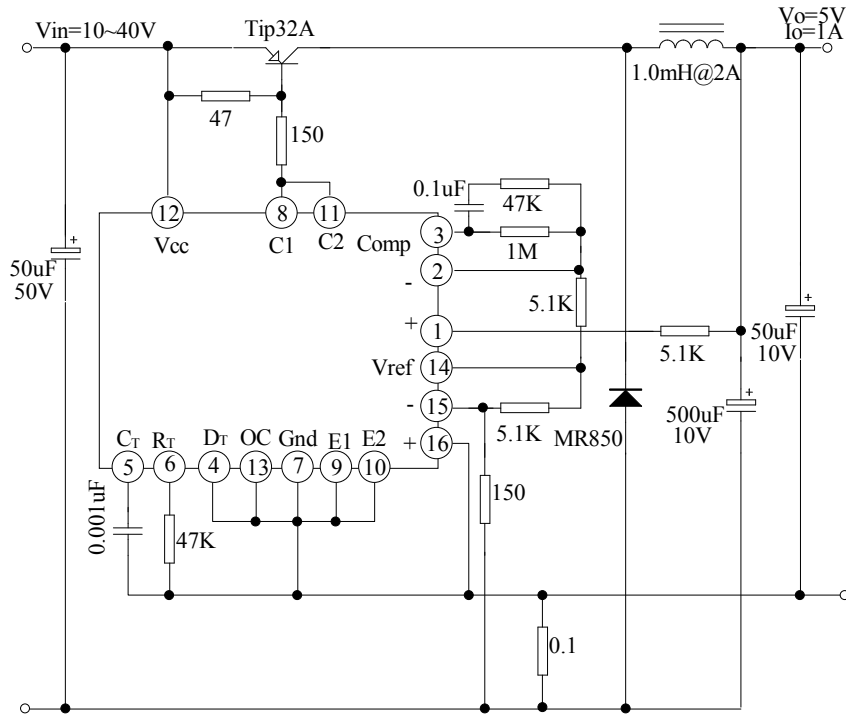 Vin=10~40V
Tip32A
Vo=5V
Io=1A
1.0mH@2A
47
150
0.1uF
47K
12
8
11
3
Vcc
C1
C2
Comp
1M
2
-
50uF
50V
5.1K
+
1
5.1K
50uF
10V
Vref
14
-
15
500uF
10V
5.1K
MR850
+
16
CT
RT
DT
OC
Gnd
E1
E2
5
6
4
13
7
9
10
150
0.001uF
47K
0.1
+
+
+